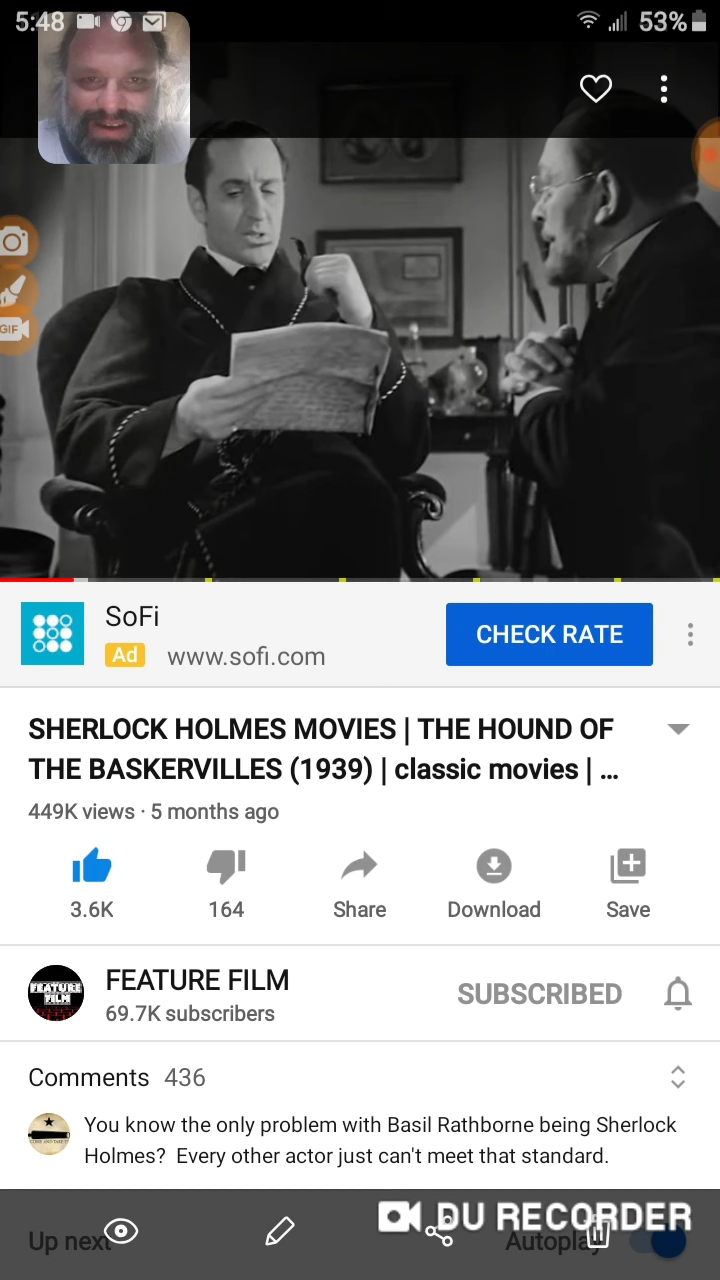 5:48
53%
GIF
SoFi
Ad www.sofi.com
CHECK RATE
SHERLOCK HOLMES MOVIES | THE HOUND OF
THE BASKERVILLES (1939) | classic movies | ...
449K views · 5 months ago
3.6K 164 Share Download Save
FEATURE FILM
FEATURE FILM
69.7K subscribers
SUBSCRIBED
Comments 436
You know the only problem with Basil Rathborne being Sherlock
Holmes? Every other actor just can't meet that standard.
DU RECORDER
Up next
Autoplay